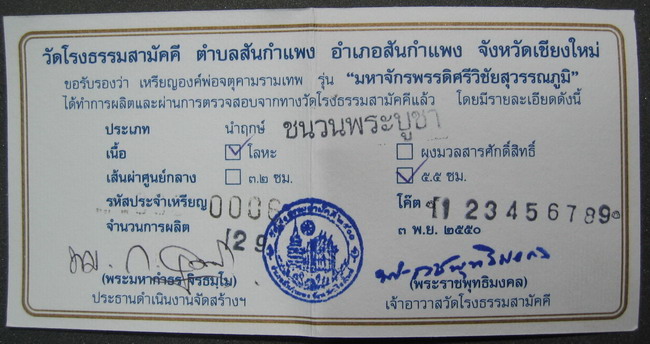 วัดโรงธรรมสามัคคี ตำบลสันกำแพง อำเภอสันกำแพง จังหวัดเชียงใหม่
ขอรับรองว่า เหรียญองค์พ่อจตุคามรามเทพ รุ่น "มหาจักรพรรดิศรีวิชัยสุวรรณภูมิ"
ได้ทำการผลิตและผ่านการตรวจสอบจากทางวัดโรงธรรมสามัคคีแล้ว โดยมีรายละเอียดดังนี้
ประเภท นำฤกษ์ ชนวนพระบูชา
เนื้อ โลหะ ผงมวลสารศักดิ์สิทธิ์
เส้นผ่าศูนย์กลาง ๓.๒ ซม. ๕.๕ ซม.
รหัสประจำเหรียญ 0006 โค๊ต 123456789
จำนวนการผลิต 129 ๓ พ.ย. ๒๕๕๐
(พระมหากำธร จิรธมฺโม) (พระราชพุทธิมงคล)
ประธานดำเนินงานจัดสร้างฯ เจ้าอาวาสวัดโรงธรรมสามัคคี